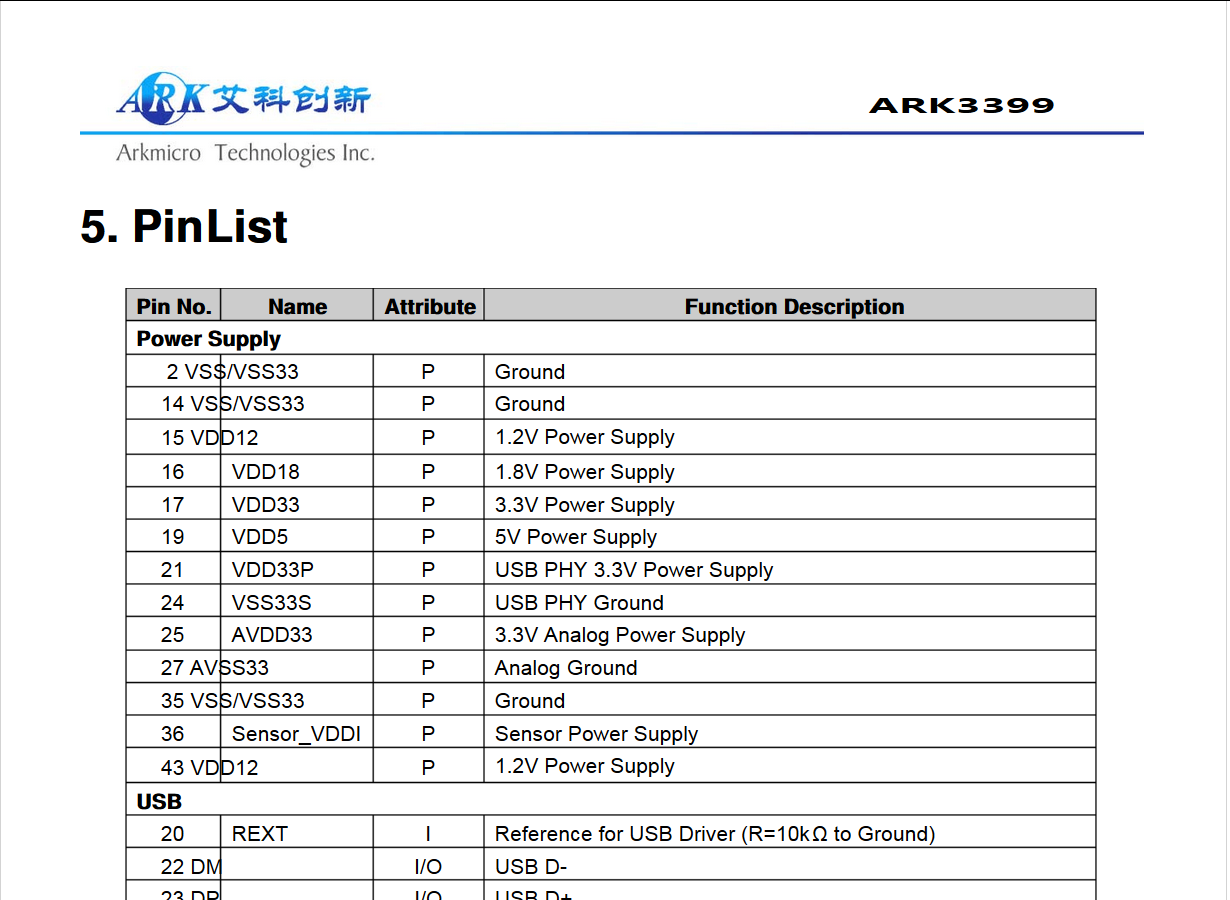 ARK艾科创新
ARK3399
Arkmicro Technologies Inc.
5. PinList
Pin No. Name Attribute Function Description
Power Supply
2 VSS/VSS33 P Ground
14 VSS/VSS33 P Ground
15 VDD12 P 1.2V Power Supply
16 VDD18 P 1.8V Power Supply
17 VDD33 P 3.3V Power Supply
19 VDD5 P 5V Power Supply
21 VDD33P P USB PHY 3.3V Power Supply
24 VSS33S P USB PHY Ground
25 AVDD33 P 3.3V Analog Power Supply
27 AVSS33 P Analog Ground
35 VSS/VSS33 P Ground
36 Sensor_VDDI P Sensor Power Supply
43 VDD12 P 1.2V Power Supply
USB
20 REXT I Reference for USB Driver (R=10kΩ to Ground)
22 DM I/O USB D-
23 DP I/O USB D+